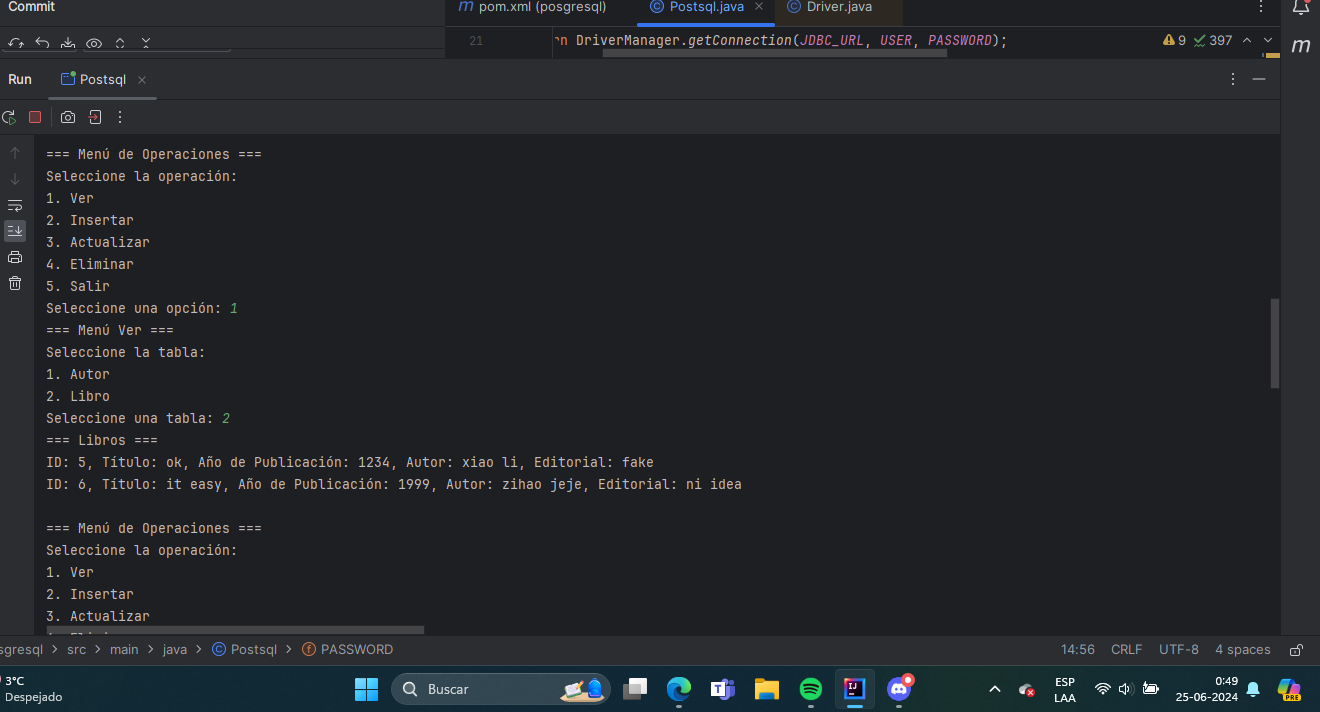 Commit
pom.xml (posgresql)
Postsql.java
Driver.java
21
rn DriverManager.getConnection(JDBC_URL, USER, PASSWORD);
9
397
m
Run
Postsql
=== Menú de Operaciones ===
Seleccione la operación:
1. Ver
2. Insertar
3. Actualizar
4. Eliminar
5. Salir
Seleccione una opción: 1
=== Menú Ver ===
Seleccione la tabla:
1. Autor
2. Libro
Seleccione una tabla: 2
=== Libros ===
ID: 5, Título: ok, Año de Publicación: 1234, Autor: xiao li, Editorial: fake
ID: 6, Título: it easy, Año de Publicación: 1999, Autor: zihao jeje, Editorial: ni idea
=== Menú de Operaciones ===
Seleccione la operación:
1. Ver
2. Insertar
3. Actualizar
sgresql > src > main > java > Postsql > PASSWORD
14:56
CRLF
UTF-8
4 spaces
3°C
Despejado
Buscar
ESP
LAA
0:49
25-06-2024
PRE